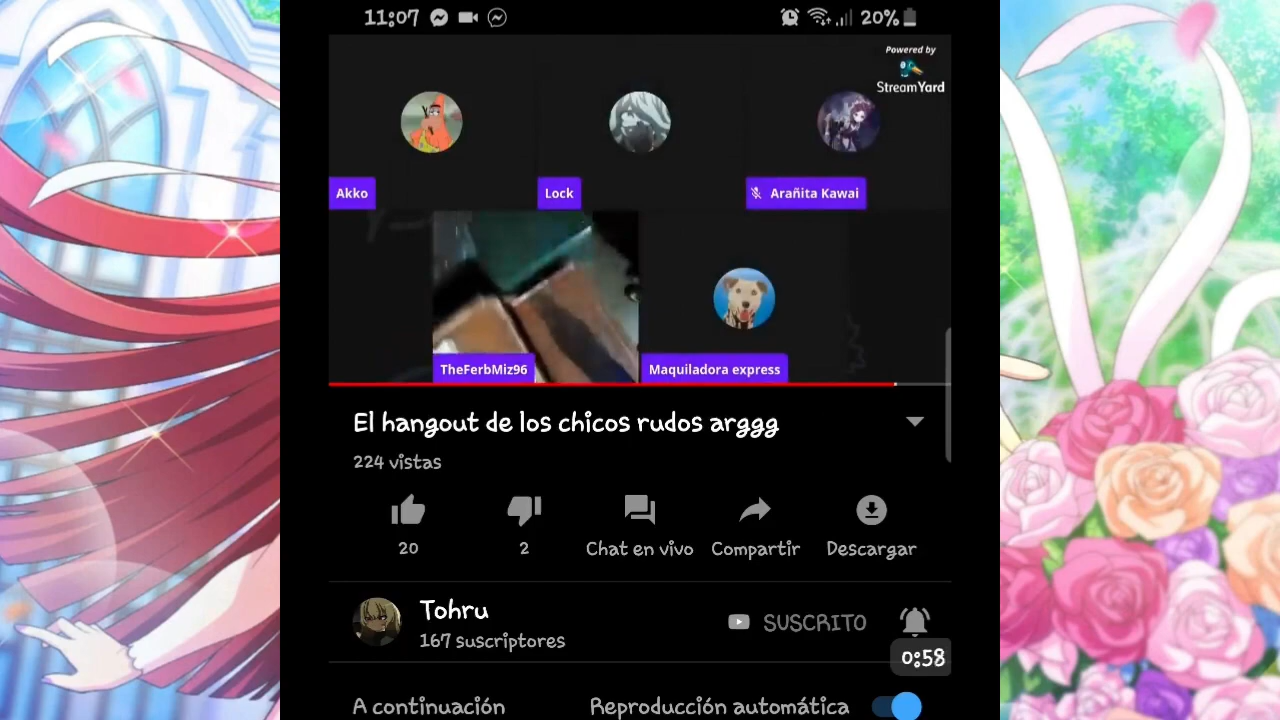 11:07 20%
Powered by
StreamYard
Akko Lock Arañita Kawai
TheFerbMiz96 Maquiladora express
El hangout de los chicos rudos arggg
224 vistas
20 2 Chat en vivo Compartir Descargar
Tohru
167 suscriptores
SUSCRITO
0:58
A continuación Reproducción automática